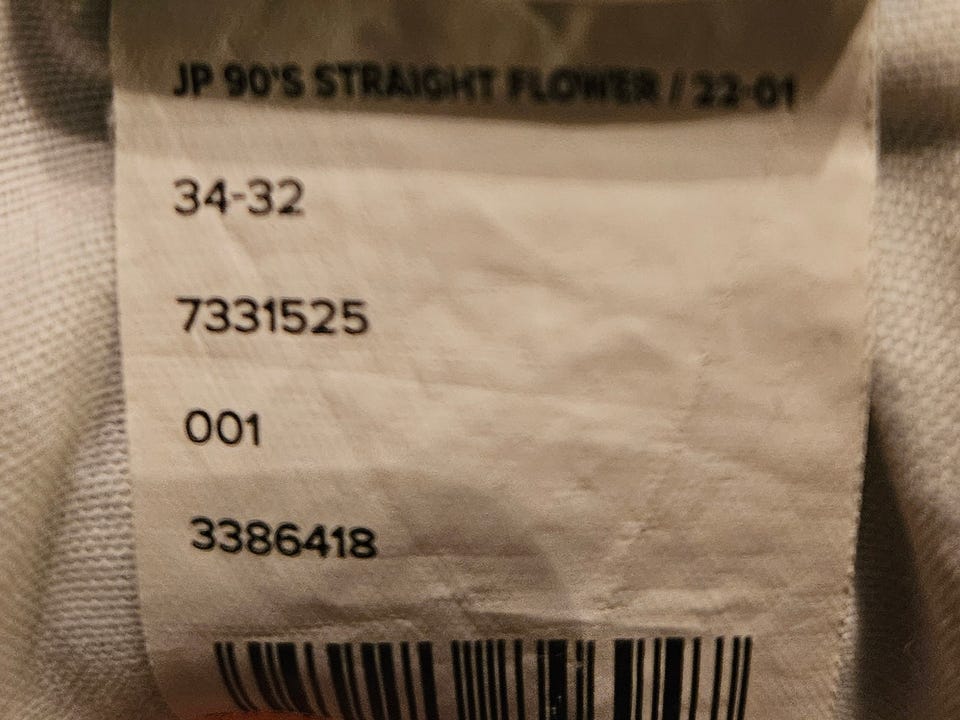 JP 90'S STRAIGHT FLOWER / 22-01
34-32
7331525
001
3386418